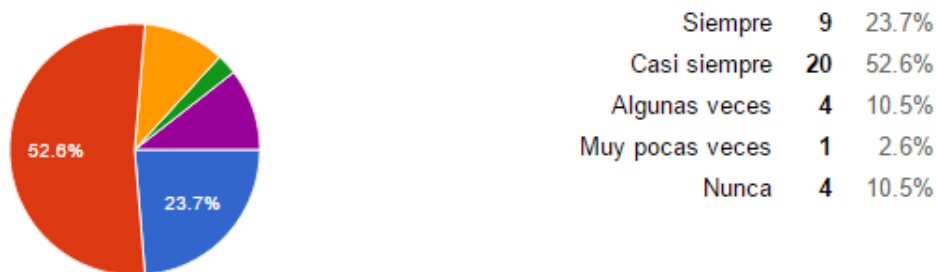 Siempre 9 23.7%
Casi siempre 20 52.6%
Algunas veces 4 10.5%
Muy pocas veces 1 2.6%
Nunca 4 10.5%
52.6%
23.7%